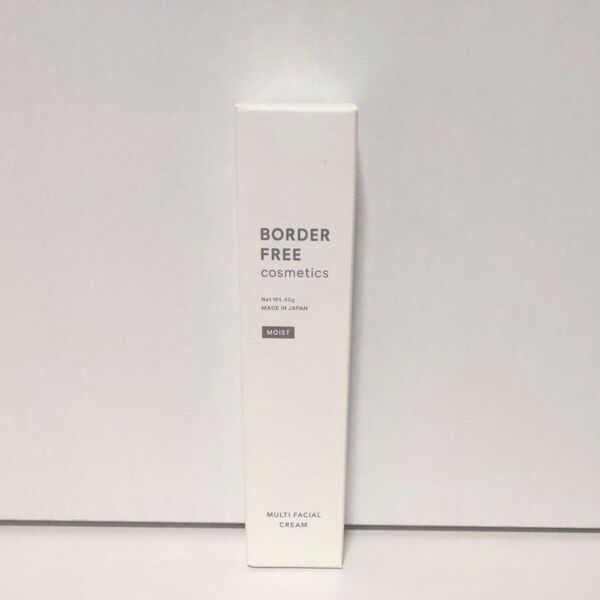 BORDER
FREE
cosmetics
Net Wt. 40g
MADE IN JAPAN
MOIST
MULTI FACIAL
CREAM